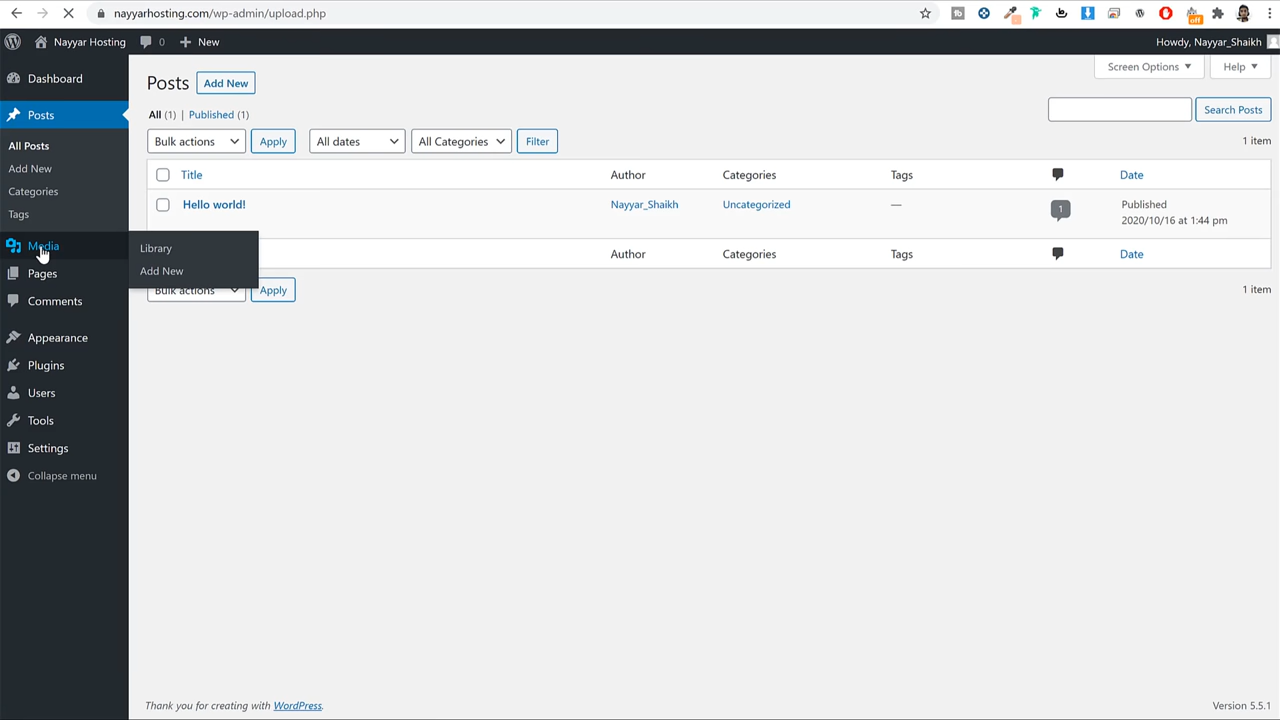 nayyarhosting.com/wp-admin/upload.php
off
Nayyar Hosting 0 New Howdy, Nayyar_Shaikh
Dashboard
Posts
All Posts
Add New
Categories
Tags
Media
Pages
Comments
Appearance
Plugins
Users
Tools
Settings
Collapse menu
Library
Add New
Screen Options Help
Posts Add New
All (1) | Published (1)
Search Posts
Bulk actions Apply All dates All Categories Filter 1 item
Title Author Categories Tags Date
Hello world! Nayyar_Shaikh Uncategorized — 1 Published
2020/10/16 at 1:44 pm
Author Categories Tags Date
Bulk actions Apply 1 item
Thank you for creating with WordPress. Version 5.5.1